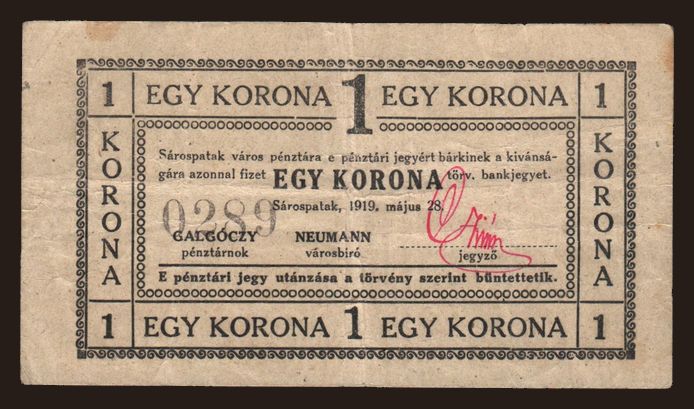 1 EGY KORONA 1 EGY KORONA 1
KORONA
KORONA
Sárospatak város pénztára e pénztári jegyért bárkinek a kivánsá-
gára azonnal fizet EGY KORONA törv. bankjegyet.
0289
Sárospatak, 1919. május 28.
GALGÓCZY NEUMANN
pénztárnok városbiró jegyző
E pénztári jegy utánzása a törvény szerint büntettetik.
1 EGY KORONA 1 EGY KORONA 1